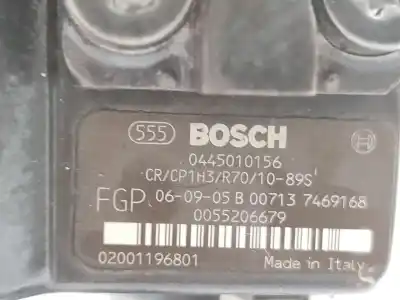 555 BOSCH
0445010156
CR/CP1H3/R70/10-89S
FGP 06-09-05 B 00713 7469168
0055206679
02001196801 Made in Italy